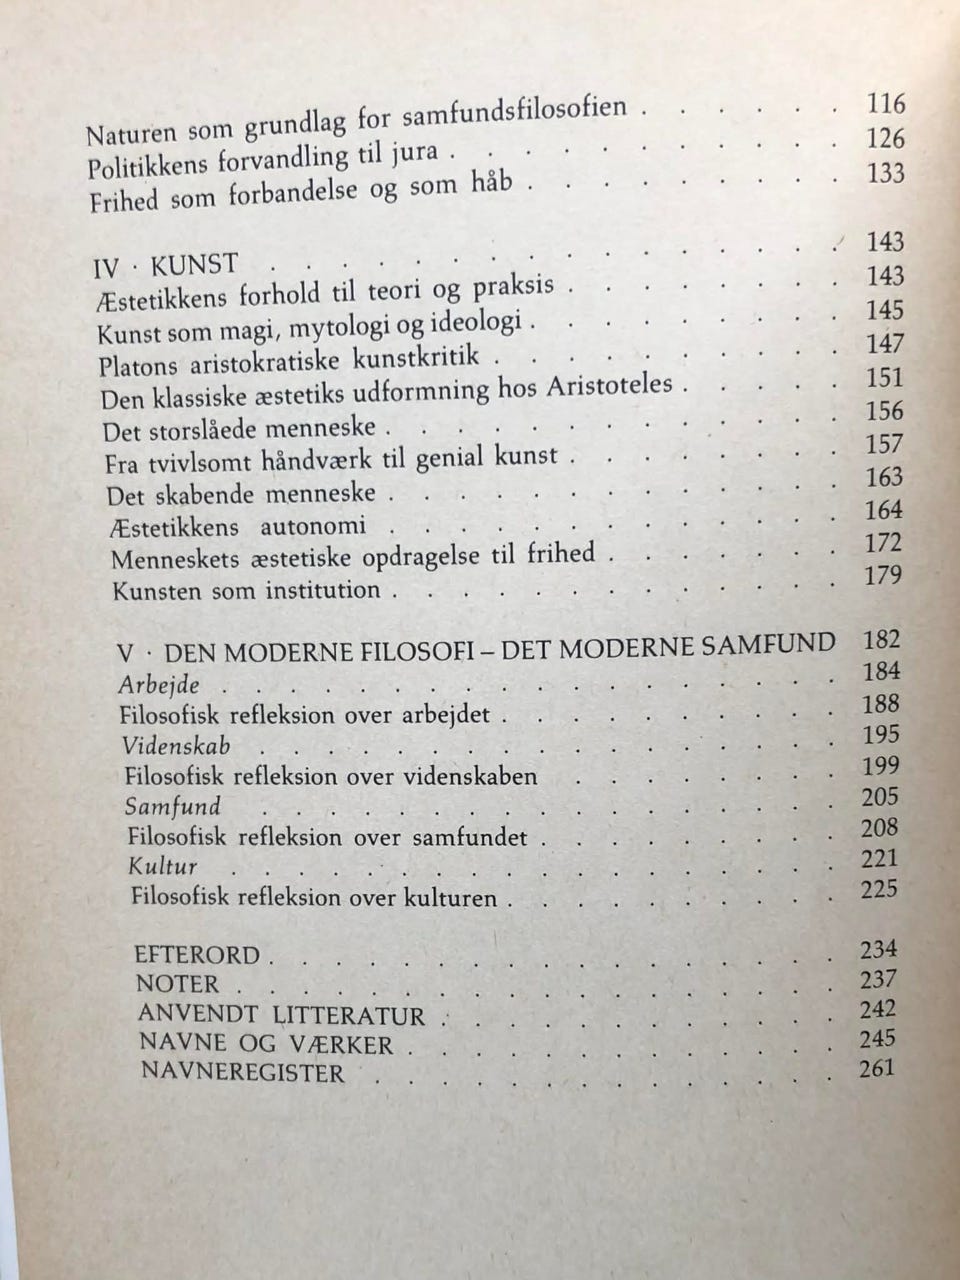 Naturen som grundlag for samfundsfilosofien . . . . . . 116
Politikkens forvandling til jura . . . . . . . . . . . 126
Frihed som forbandelse og som håb . . . . . . . . . 133
IV · KUNST . . . . . . . . . . . . . . . . 143
Æstetikkens forhold til teori og praksis . . . . . . . . 143
Kunst som magi, mytologi og ideologi . . . . . . . . . 145
Platons aristokratiske kunstkritik . . . . . . . . . . 147
Den klassiske æstetiks udformning hos Aristoteles . . . . . 151
Det storslåede menneske . . . . . . . . . . . . . 156
Fra tvivlsomt håndværk til genial kunst . . . . . . . . 157
Det skabende menneske . . . . . . . . . . . . . 163
Æstetikkens autonomi . . . . . . . . . . . . . 164
Menneskets æstetiske opdragelse til frihed . . . . . . . 172
Kunsten som institution . . . . . . . . . . . . . 179
V · DEN MODERNE FILOSOFI – DET MODERNE SAMFUND 182
Arbejde . . . . . . . . . . . . . . . . . . 184
Filosofisk refleksion over arbejdet . . . . . . . . . . 188
Videnskab . . . . . . . . . . . . . . . . . 195
Filosofisk refleksion over videnskaben . . . . . . . . 199
Samfund . . . . . . . . . . . . . . . . . 205
Filosofisk refleksion over samfundet . . . . . . . . . 208
Kultur . . . . . . . . . . . . . . . . . . 221
Filosofisk refleksion over kulturen . . . . . . . . . . 225
EFTERORD . . . . . . . . . . . . . . . . . 234
NOTER . . . . . . . . . . . . . . . . . . 237
ANVENDT LITTERATUR . . . . . . . . . . . . 242
NAVNE OG VÆRKER . . . . . . . . . . . . . 245
NAVNEREGISTER . . . . . . . . . . . . . . 261